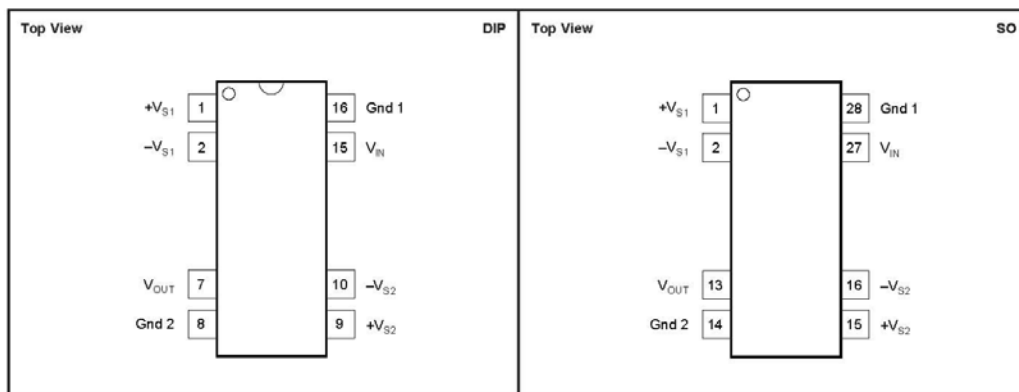 Top View DIP
+VS1 1 16 Gnd 1
–VS1 2 15 VIN
VOUT 7 10 –VS2
Gnd 2 8 9 +VS2
Top View SO
+VS1 1 28 Gnd 1
–VS1 2 27 VIN
VOUT 13 16 –VS2
Gnd 2 14 15 +VS2